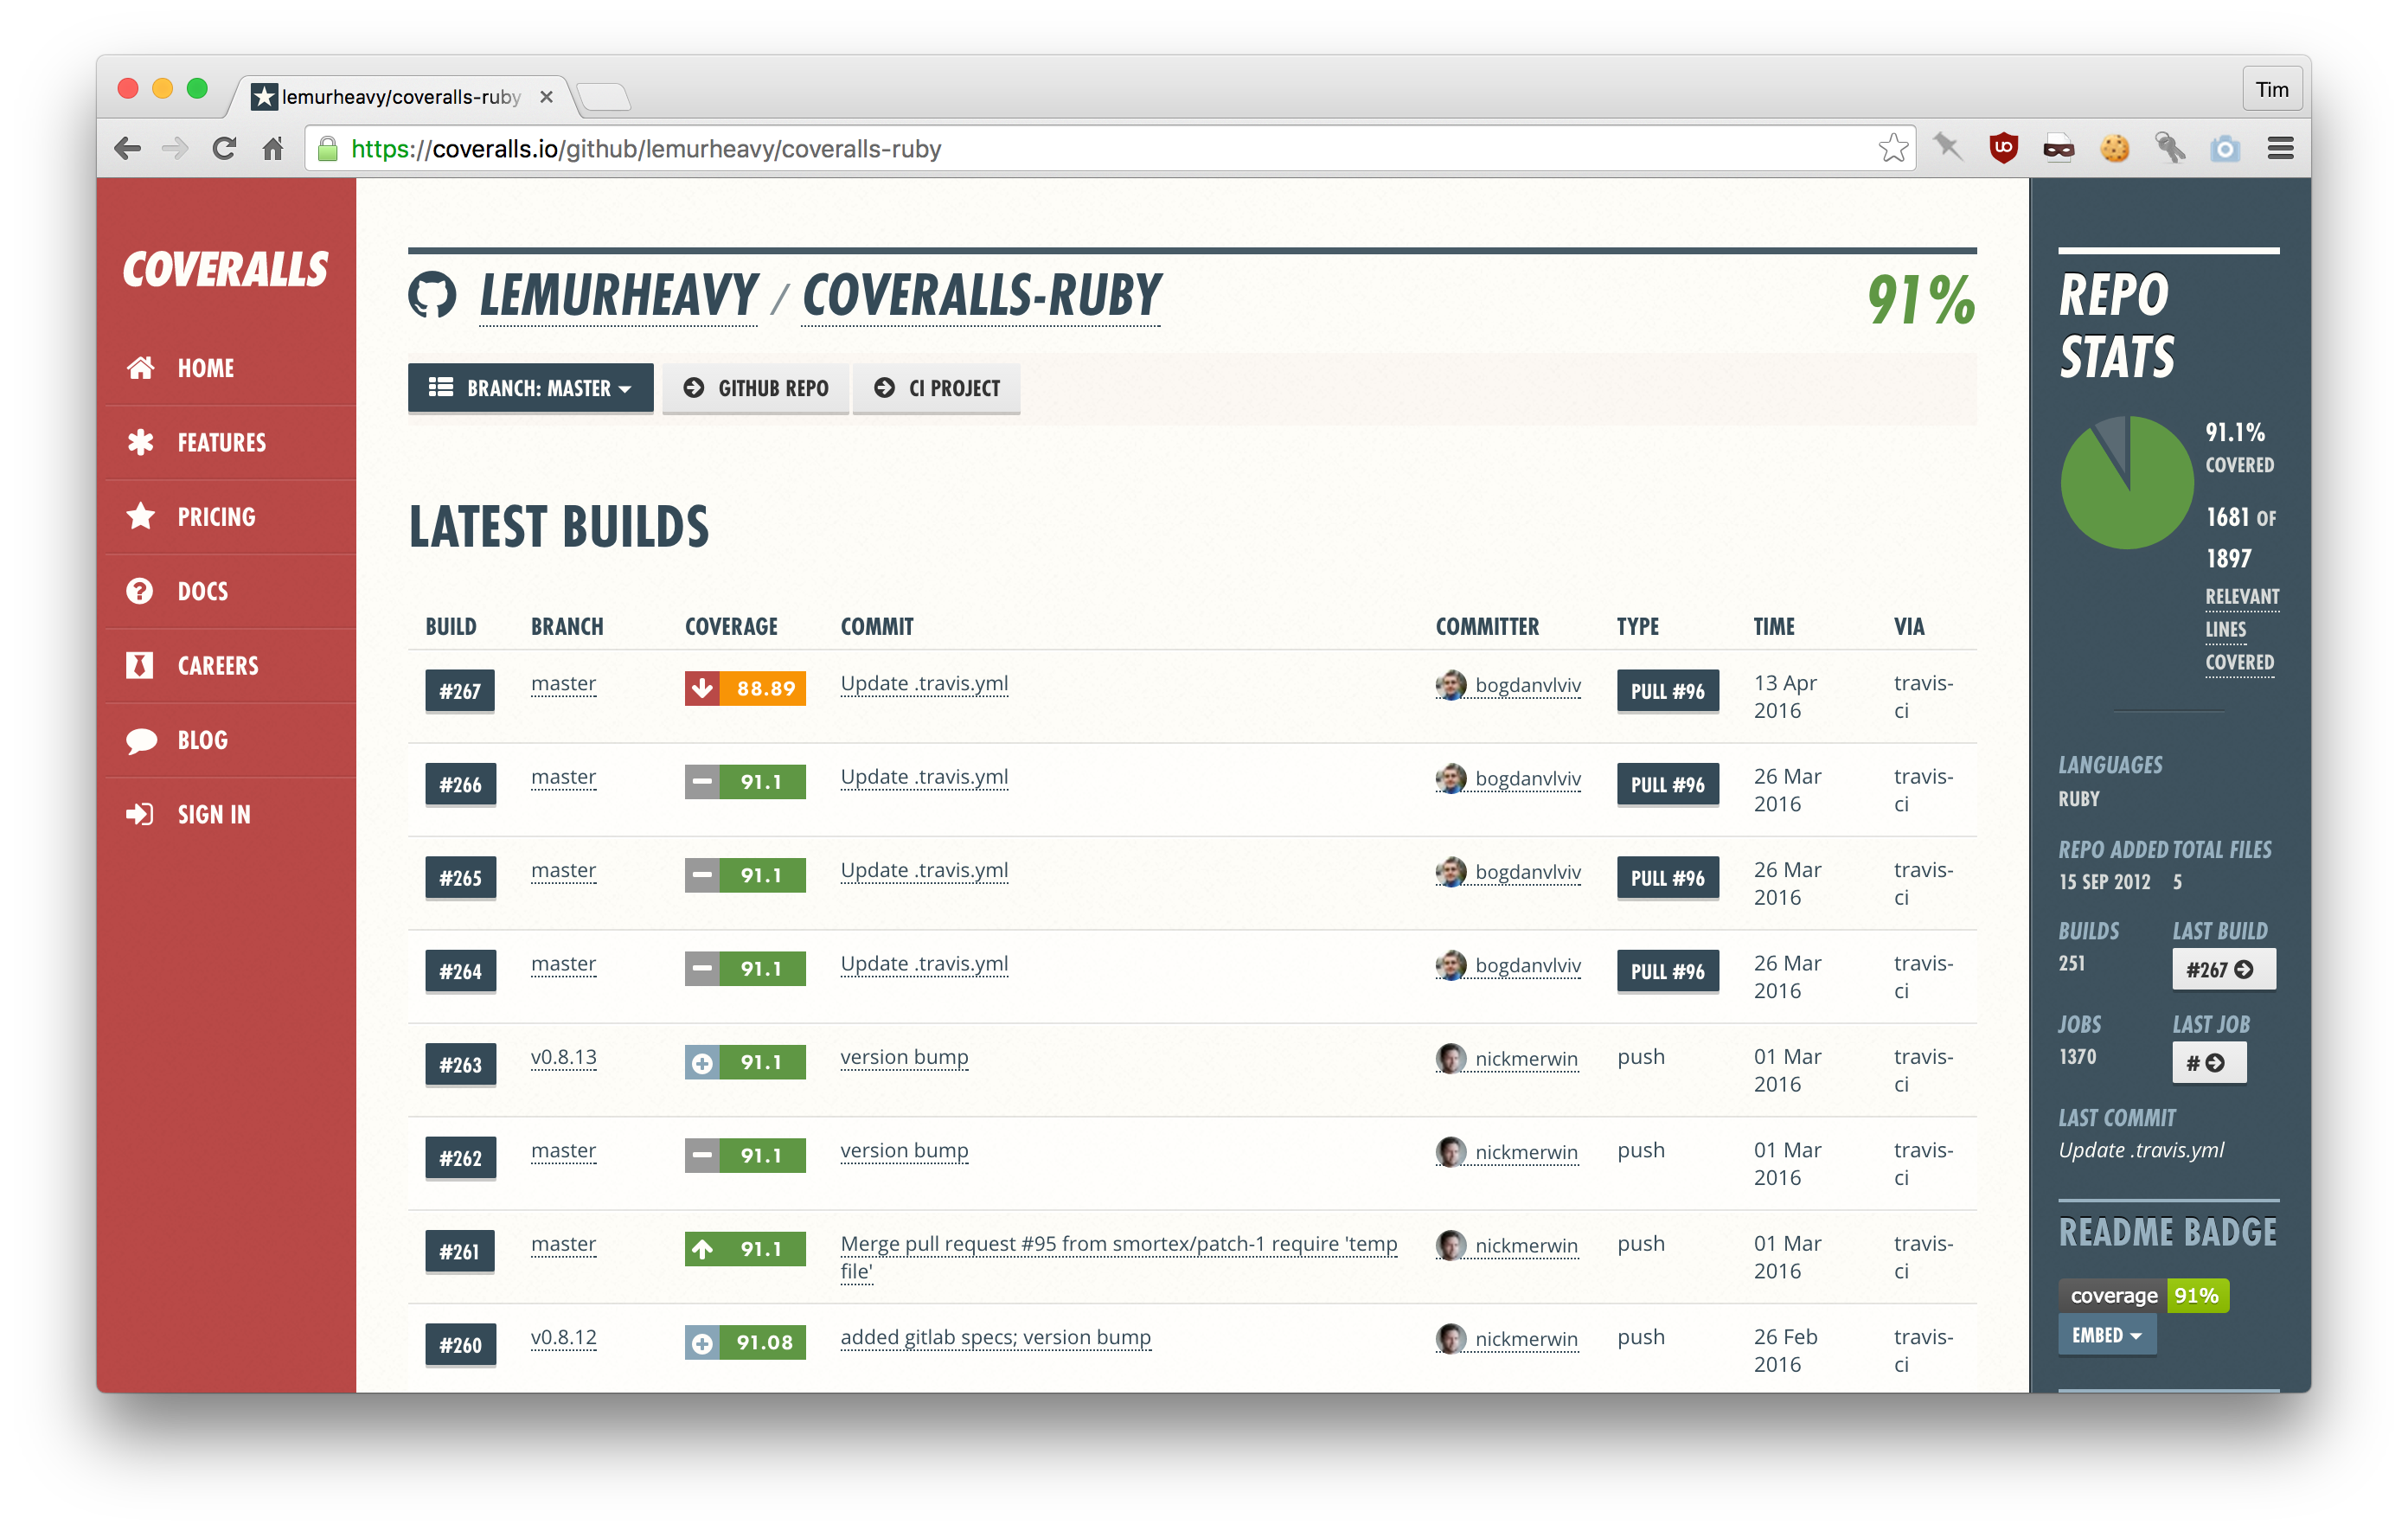 lemurheavy/coveralls-ruby
Tim
https://coveralls.io/github/lemurheavy/coveralls-ruby
COVERALLS
HOME
FEATURES
PRICING
DOCS
CAREERS
BLOG
SIGN IN
LEMURHEAVY / COVERALLS-RUBY
91%
BRANCH: MASTER
GITHUB REPO
CI PROJECT
LATEST BUILDS
BUILD BRANCH COVERAGE COMMIT COMMITTER TYPE TIME VIA
#267 master 88.89 Update .travis.yml bogdanvlviv PULL #96 13 Apr travis-
2016 ci
#266 master 91.1 Update .travis.yml bogdanvlviv PULL #96 26 Mar travis-
2016 ci
#265 master 91.1 Update .travis.yml bogdanvlviv PULL #96 26 Mar travis-
2016 ci
#264 master 91.1 Update .travis.yml bogdanvlviv PULL #96 26 Mar travis-
2016 ci
#263 v0.8.13 91.1 version bump nickmerwin push 01 Mar travis-
2016 ci
#262 master 91.1 version bump nickmerwin push 01 Mar travis-
2016 ci
#261 master 91.1 Merge pull request #95 from smortex/patch-1 require 'temp nickmerwin push 01 Mar travis-
file' 2016 ci
#260 v0.8.12 91.08 added gitlab specs; version bump nickmerwin push 26 Feb travis-
2016 ci
REPO
STATS
91.1%
COVERED
1681 OF
1897
RELEVANT
LINES
COVERED
LANGUAGES
RUBY
REPO ADDED TOTAL FILES
15 SEP 2012 5
BUILDS LAST BUILD
251 #267
JOBS LAST JOB
1370 #
LAST COMMIT
Update .travis.yml
README BADGE
coverage 91%
EMBED